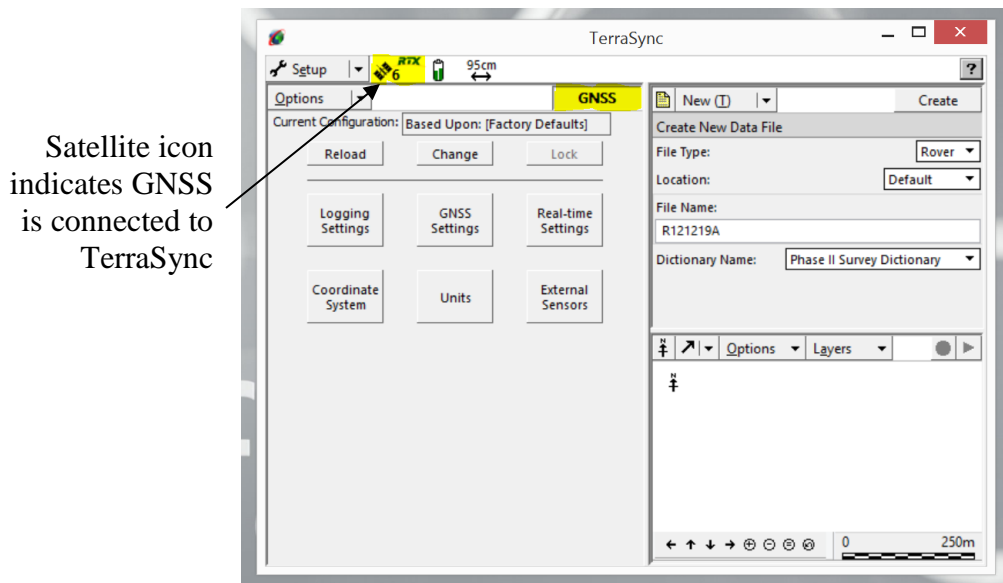 TerraSync
Setup
RTX
6
95cm
?
Options
GNSS
Current Configuration: Based Upon: [Factory Defaults]
Reload Change Lock
Logging Settings
GNSS Settings
Real-time Settings
Coordinate System
Units
External Sensors
New (T) Create
Create New Data File
File Type: Rover
Location: Default
File Name:
R121219A
Dictionary Name: Phase II Survey Dictionary
N
Options Layers
N
0 250m
Satellite icon
indicates GNSS
is connected to
TerraSync